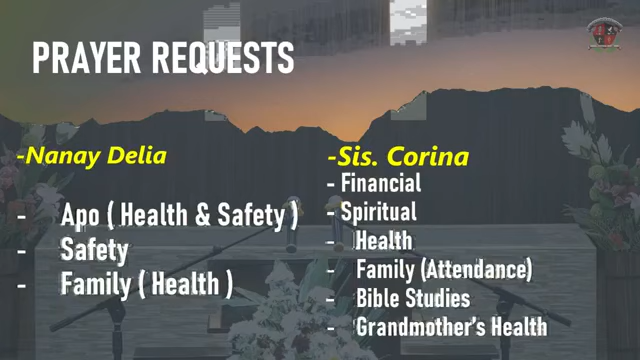 PRAYER REQUESTS
-Nanay Delia
- Apo ( Health & Safety )
- Safety
- Family ( Health )
-Sis. Corina
- Financial
- Spiritual
- Health
- Family (Attendance)
- Bible Studies
- Grandmother's Health